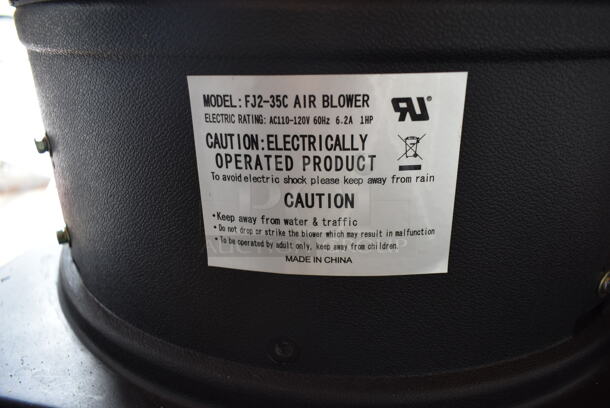 MODEL: FJ2-35C AIR BLOWER
ELECTRIC RATING: AC110-120V 60Hz 6.2A 1HP
CAUTION: ELECTRICALLY
OPERATED PRODUCT
To avoid electric shock please keep away from rain
CAUTION
•Keep away from water & traffic
• Do not drop or strike the blower which may result in malfunction
• To be operated by adult only, keep away from children.
MADE IN CHINA